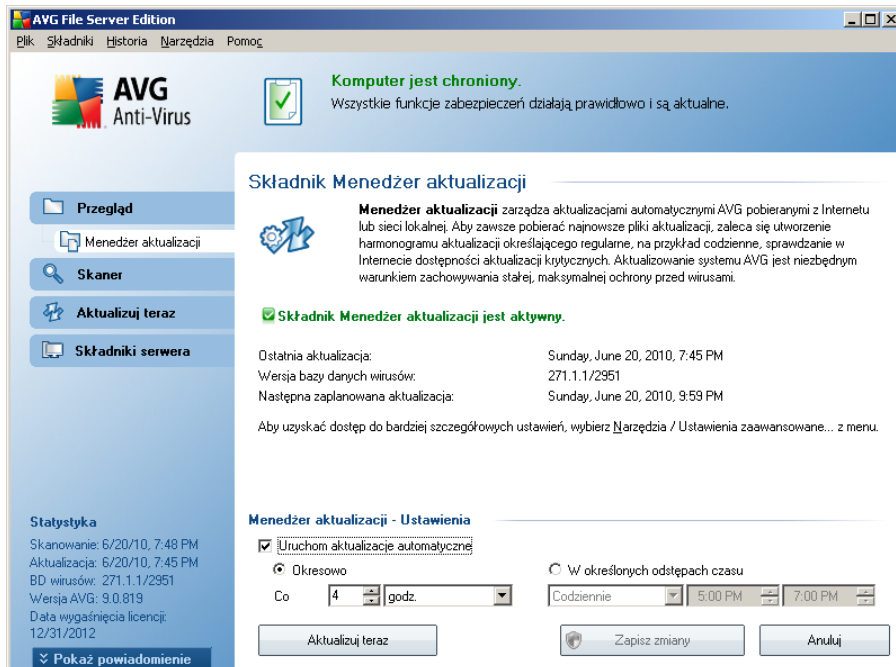 AVG File Server Edition
Plik Składniki Historia Narzędzia Pomoc
AVG
Anti-Virus
Komputer jest chroniony.
Wszystkie funkcje zabezpieczeń działają prawidłowo i są aktualne.
Przegląd
Menedżer aktualizacji
Skaner
Aktualizuj teraz
Składniki serwera
Składnik Menedżer aktualizacji
Menedżer aktualizacji zarządza aktualizacjami automatycznymi AVG pobieranymi z Internetu
lub sieci lokalnej. Aby zawsze pobierać najnowsze pliki aktualizacji, zaleca się utworzenie
harmonogramu aktualizacji określającego regularne, na przykład codzienne, sprawdzanie w
Internecie dostępności aktualizacji krytycznych. Aktualizowanie systemu AVG jest niezbędnym
warunkiem zachowywania stałej, maksymalnej ochrony przed wirusami.
Składnik Menedżer aktualizacji jest aktywny.
Ostatnia aktualizacja: Sunday, June 20, 2010, 7:45 PM
Wersja bazy danych wirusów: 271.1.1/2951
Następna zaplanowana aktualizacja: Sunday, June 20, 2010, 9:59 PM
Aby uzyskać dostęp do bardziej szczegółowych ustawień, wybierz Narzędzia / Ustawienia zaawansowane... z menu.
Statystyka
Skanowanie: 6/20/10, 7:48 PM
Aktualizacja: 6/20/10, 7:45 PM
BD wirusów: 271.1.1/2951
Wersja AVG: 9.0.819
Data wygaśnięcia licencji:
12/31/2012
Pokaż powiadomienie
Menedżer aktualizacji - Ustawienia
Uruchom aktualizacje automatyczne
Okresowo W określonych odstępach czasu
Co 4 godz. Codziennie 5:00 PM 7:00 PM
Aktualizuj teraz Zapisz zmiany Anuluj